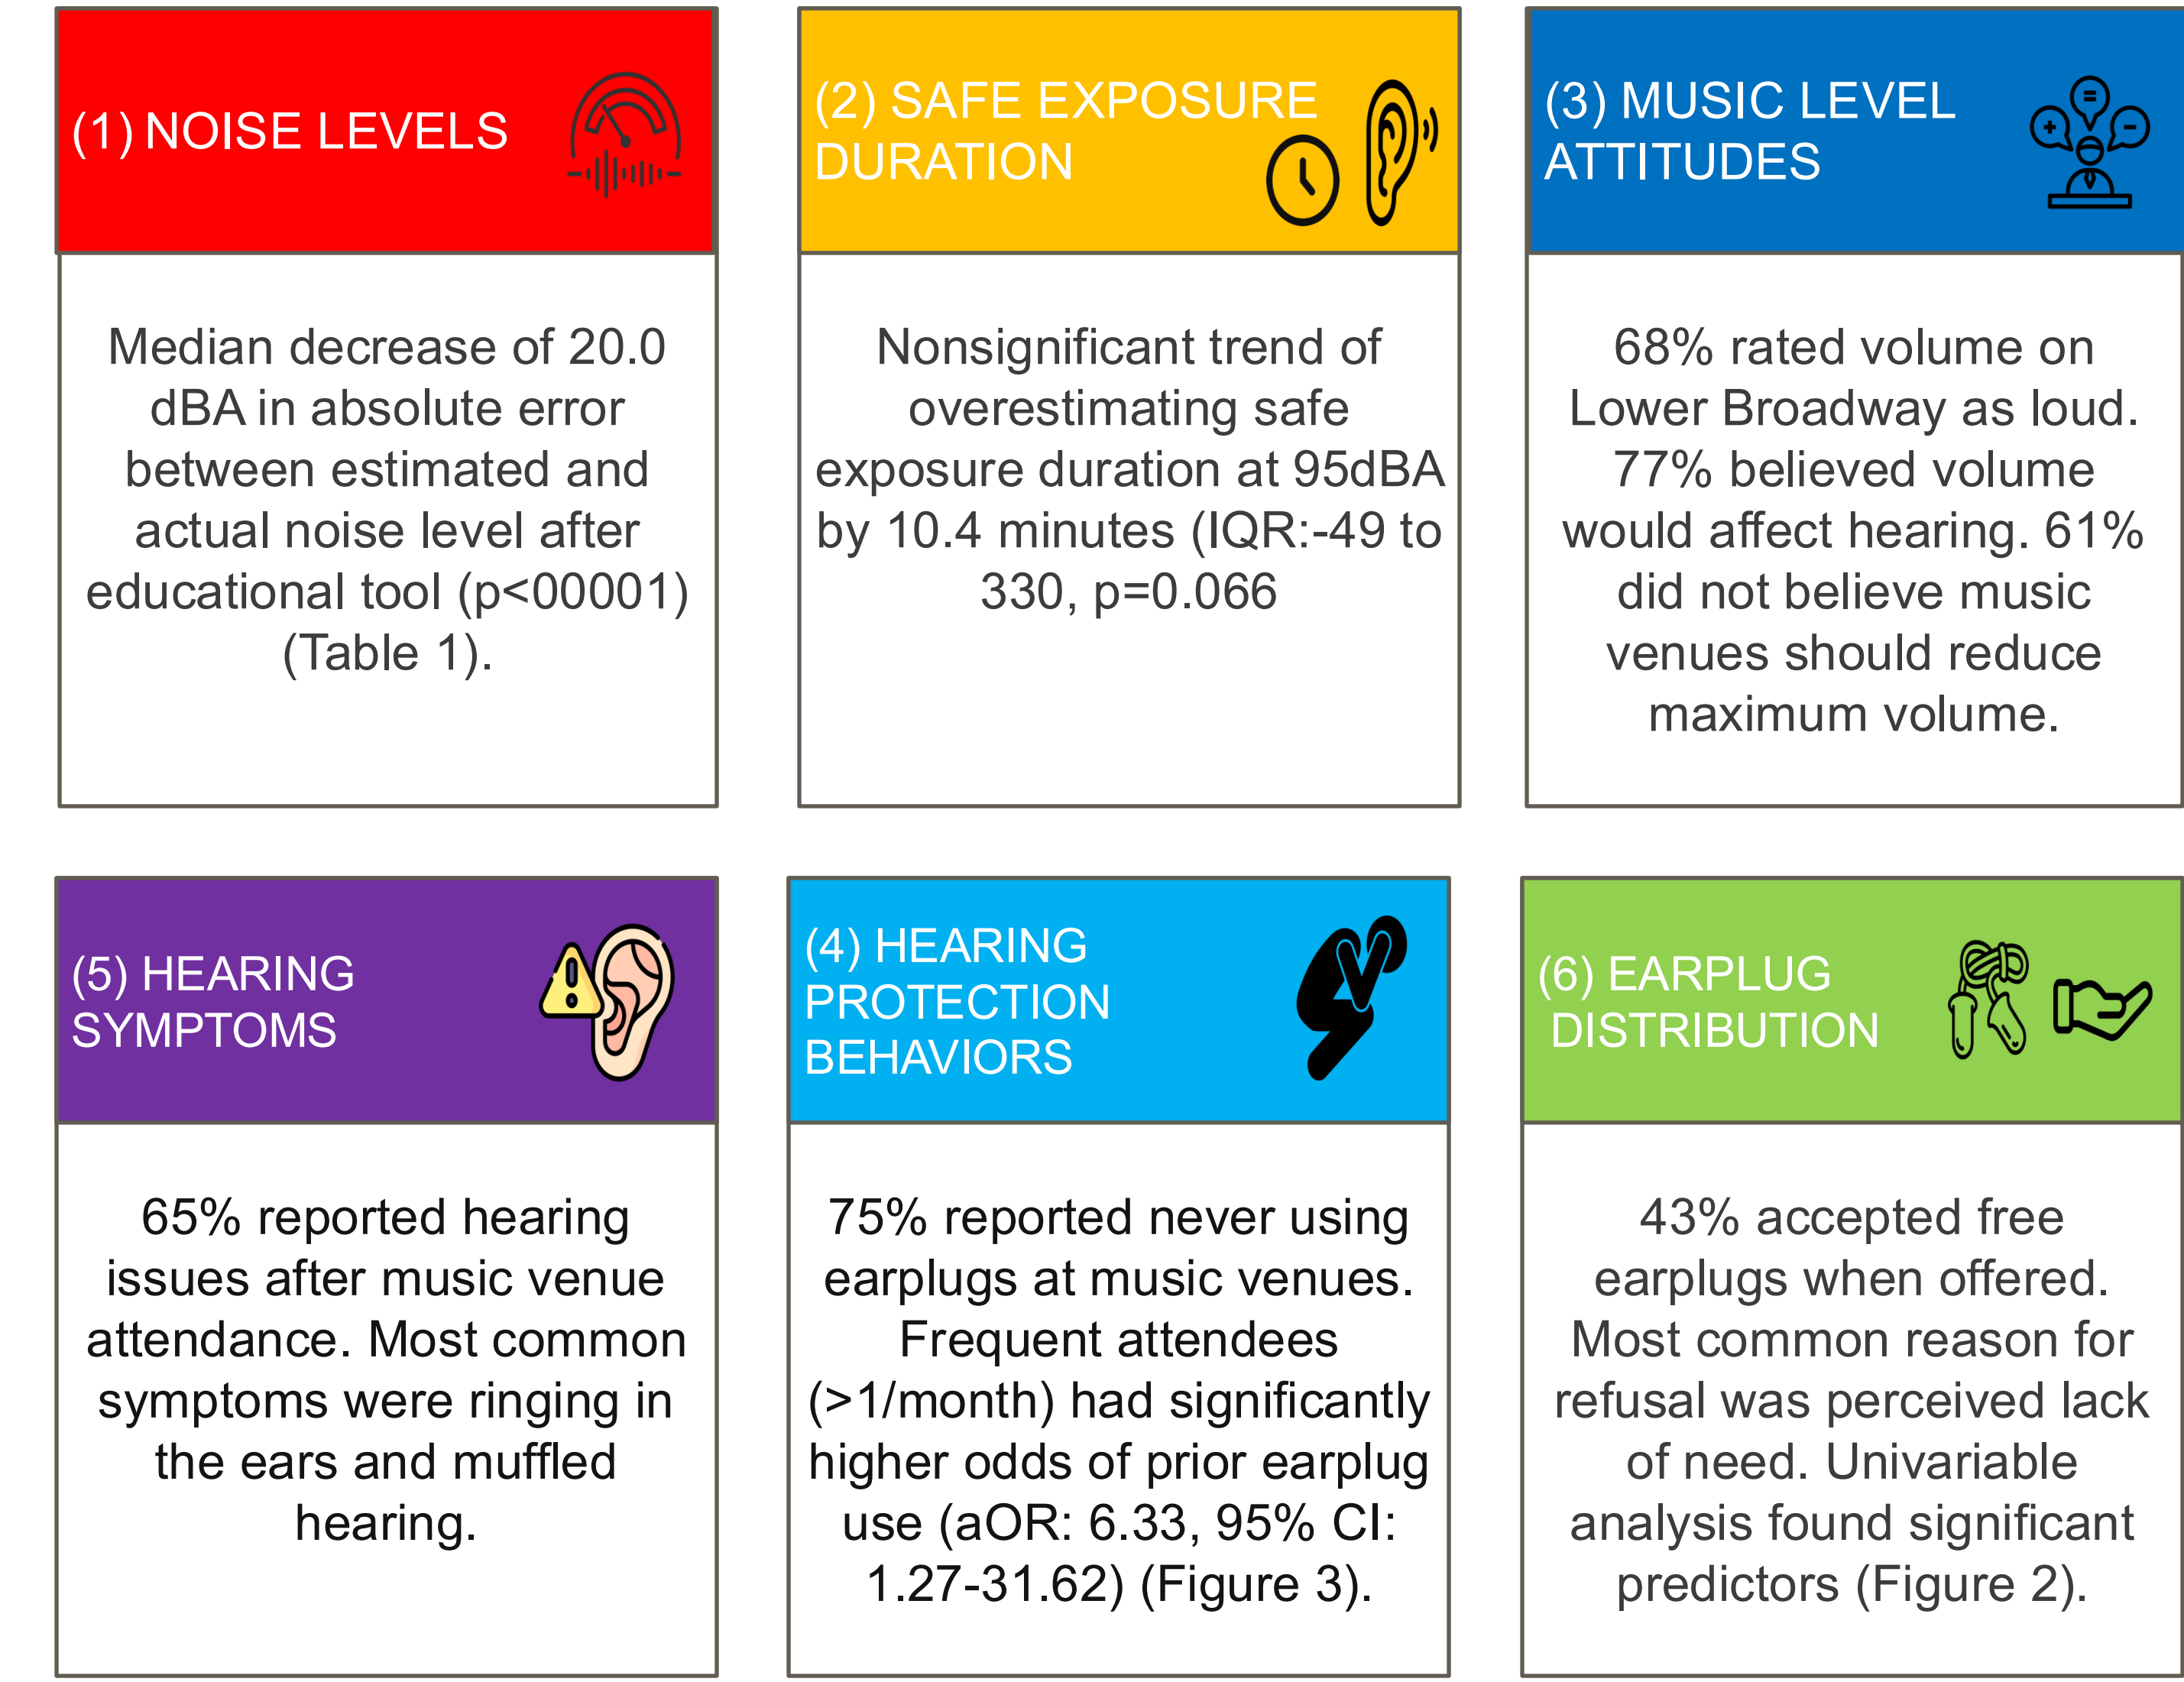 (1) NOISE LEVELS
Median decrease of 20.0
dBA in absolute error
between estimated and
actual noise level after
educational tool (p<00001)
(Table 1).
(2) SAFE EXPOSURE
DURATION
Nonsignificant trend of
overestimating safe
exposure duration at 95dBA
by 10.4 minutes (IQR:-49 to
330, p=0.066
(3) MUSIC LEVEL
ATTITUDES
68% rated volume on
Lower Broadway as loud.
77% believed volume
would affect hearing. 61%
did not believe music
venues should reduce
maximum volume.
(5) HEARING
SYMPTOMS
65% reported hearing
issues after music venue
attendance. Most common
symptoms were ringing in
the ears and muffled
hearing.
(4) HEARING
PROTECTION
BEHAVIORS
75% reported never using
earplugs at music venues.
Frequent attendees
(>1/month) had significantly
higher odds of prior earplug
use (aOR: 6.33, 95% CI:
1.27-31.62) (Figure 3).
(6) EARPLUG
DISTRIBUTION
43% accepted free
earplugs when offered.
Most common reason for
refusal was perceived lack
of need. Univariable
analysis found significant
predictors (Figure 2).